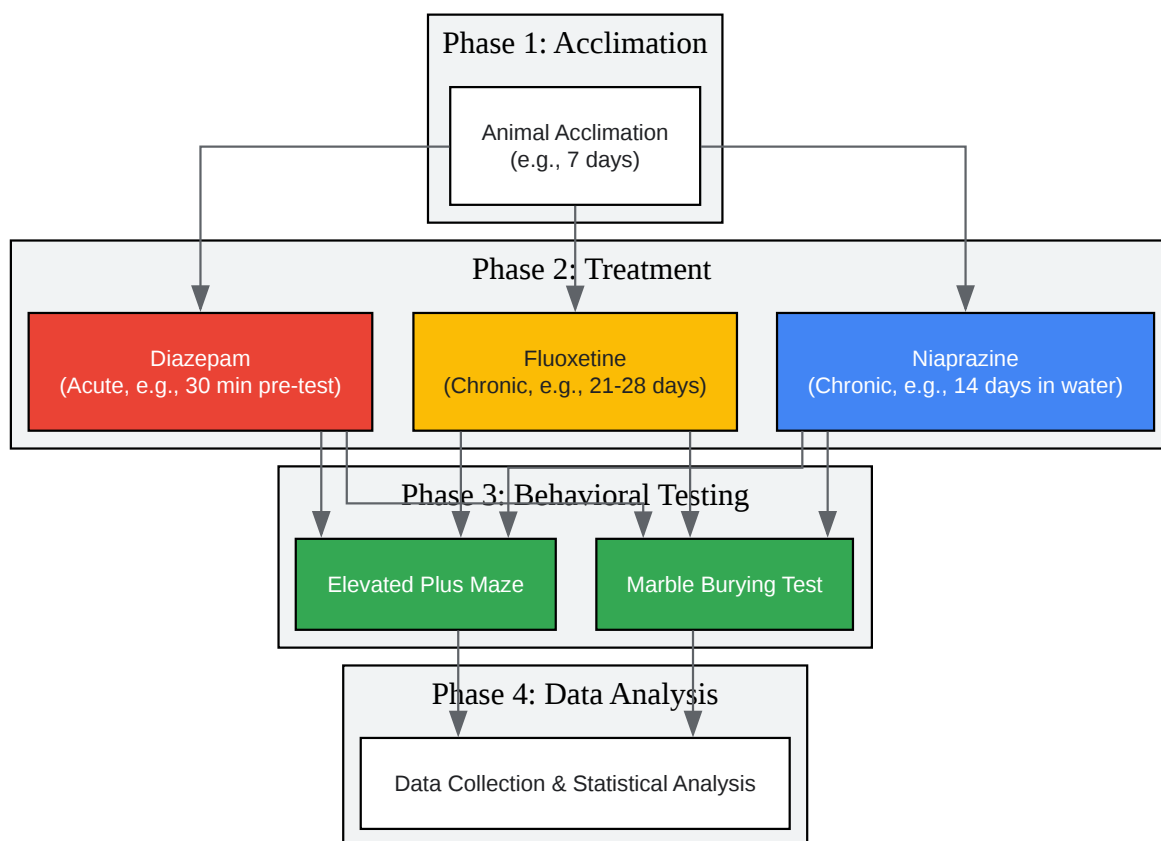 Phase 1: Acclimation
Animal Acclimation
(e.g., 7 days)
Phase 2: Treatment
Diazepam
(Acute, e.g., 30 min pre-test)
Fluoxetine
(Chronic, e.g., 21-28 days)
Niaprazine
(Chronic, e.g., 14 days in water)
Phase 3: Behavioral Testing
Elevated Plus Maze
Marble Burying Test
Phase 4: Data Analysis
Data Collection & Statistical Analysis